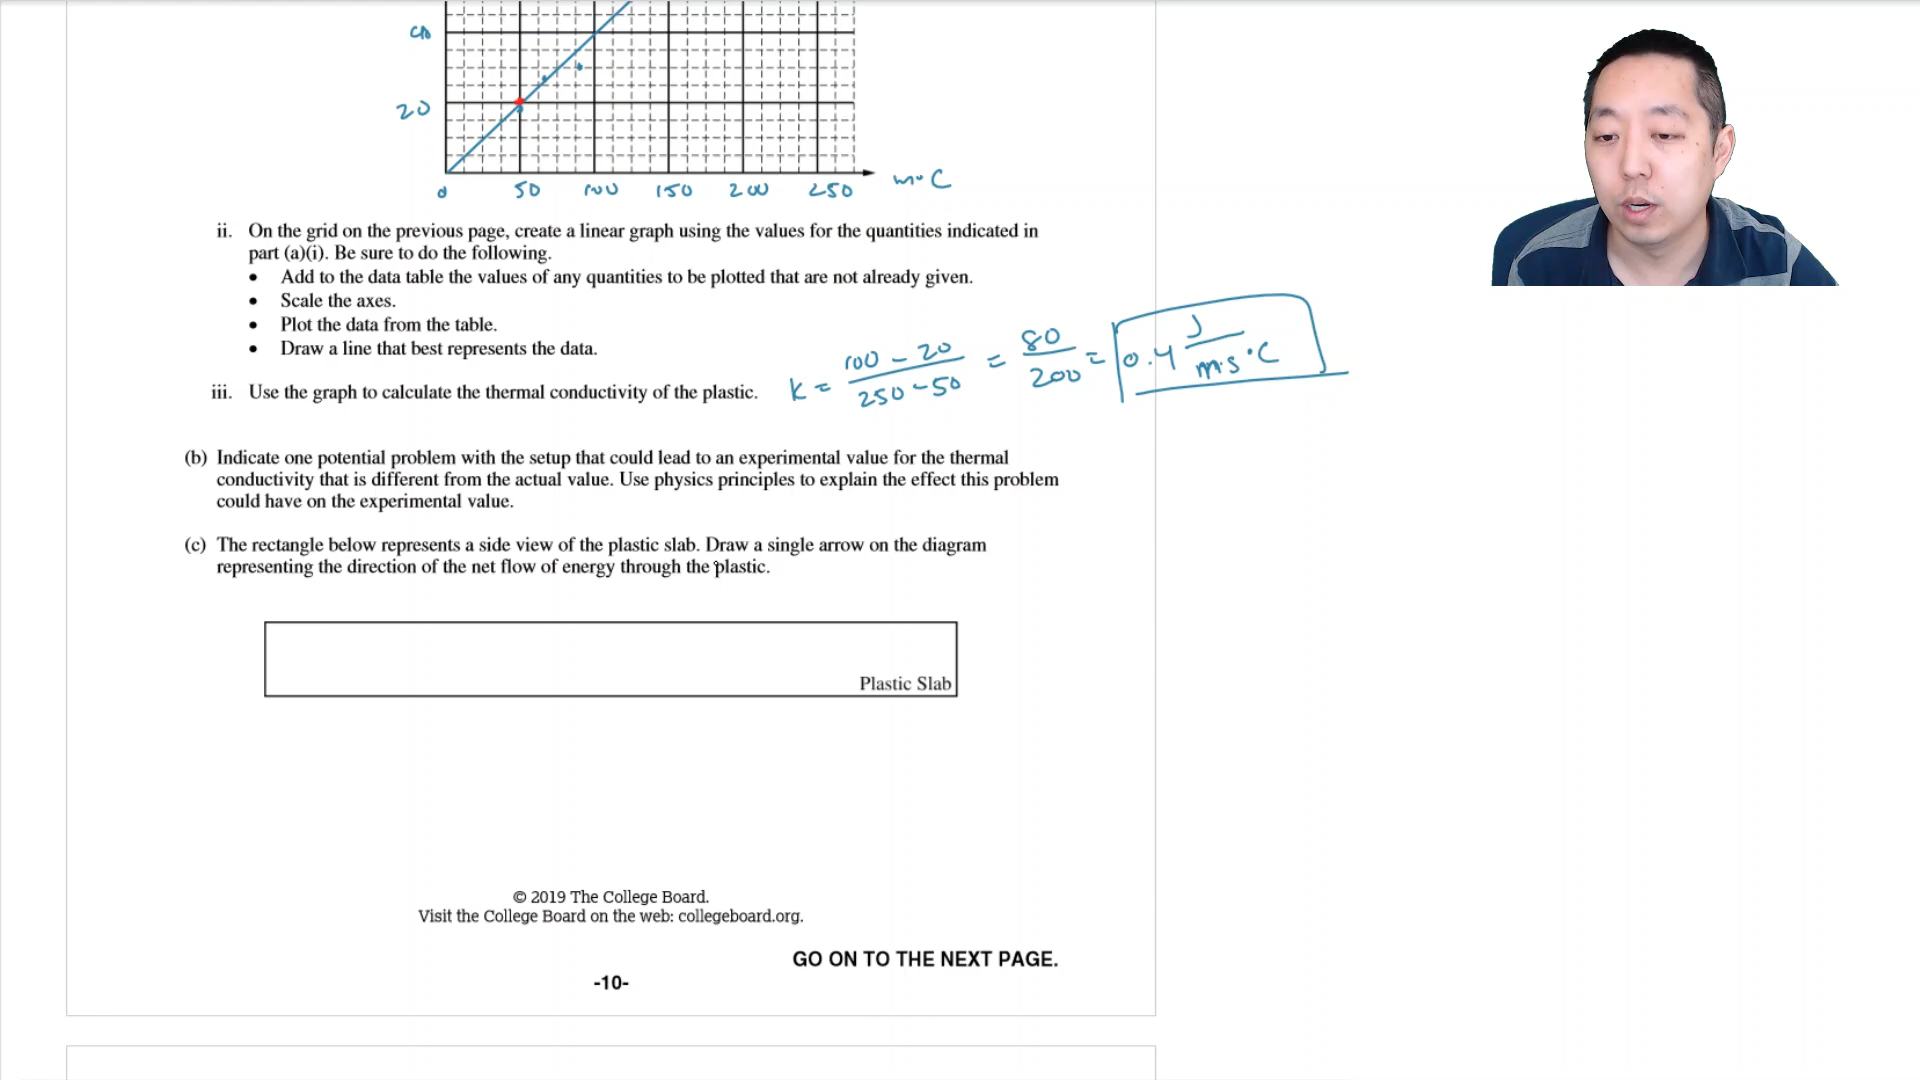 40
20
0 50 100 150 200 250 m°C
ii. On the grid on the previous page, create a linear graph using the values for the quantities indicated in
part (a)(i). Be sure to do the following.
• Add to the data table the values of any quantities to be plotted that are not already given.
• Scale the axes.
• Plot the data from the table.
• Draw a line that best represents the data.
iii. Use the graph to calculate the thermal conductivity of the plastic.
k = 100 - 20 / 250 - 50 = 80 / 200 = 0.4 J / m·s·°C
(b) Indicate one potential problem with the setup that could lead to an experimental value for the thermal
conductivity that is different from the actual value. Use physics principles to explain the effect this problem
could have on the experimental value.
(c) The rectangle below represents a side view of the plastic slab. Draw a single arrow on the diagram
representing the direction of the net flow of energy through the plastic.
Plastic Slab
© 2019 The College Board.
Visit the College Board on the web: collegeboard.org.
GO ON TO THE NEXT PAGE.
-10-